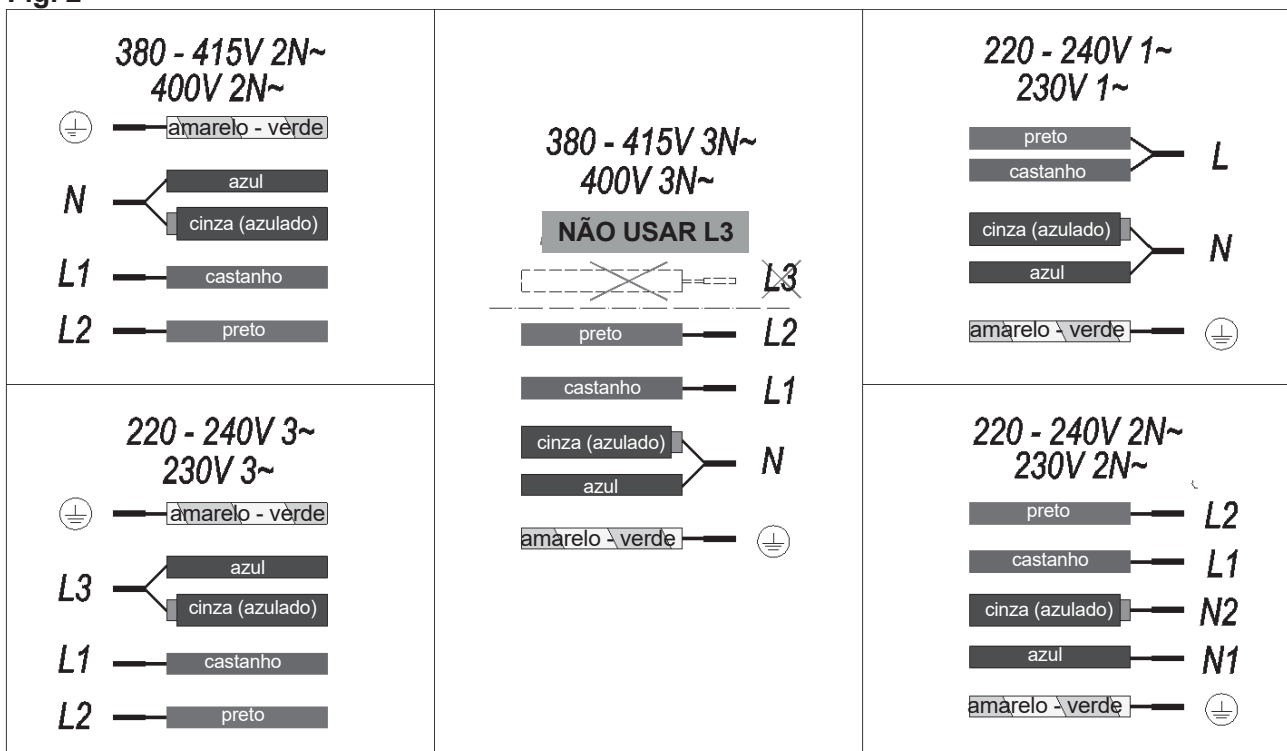 380 - 415V 2N~
400V 2N~
amarelo - verde
N
azul
cinza (azulado)
L1
castanho
L2
preto
220 - 240V 3~
230V 3~
amarelo - verde
L3
azul
cinza (azulado)
L1
castanho
L2
preto
380 - 415V 3N~
400V 3N~
NÃO USAR L3
L3
preto
L2
castanho
L1
cinza (azulado)
N
azul
amarelo - verde
220 - 240V 1~
230V 1~
preto
L
castanho
cinza (azulado)
N
azul
amarelo - verde
220 - 240V 2N~
230V 2N~
preto
L2
castanho
L1
cinza (azulado)
N2
azul
N1
amarelo - verde